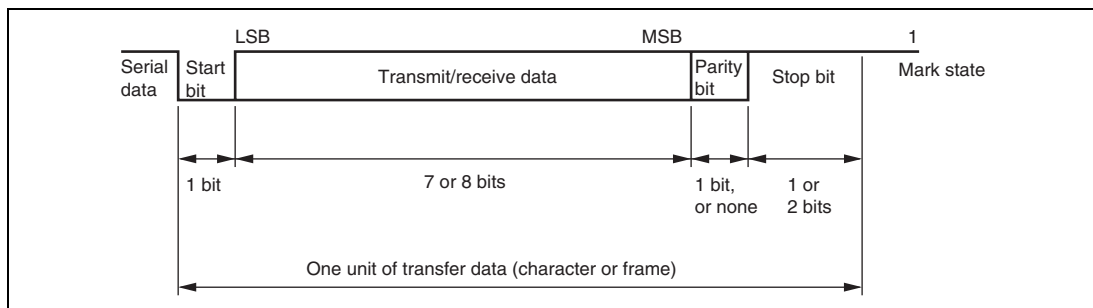 LSB
MSB
1
Serial
data
Start
bit
Transmit/receive data
Parity
bit
Stop bit
Mark state
1 bit
7 or 8 bits
1 bit,
or none
1 or
2 bits
One unit of transfer data (character or frame)